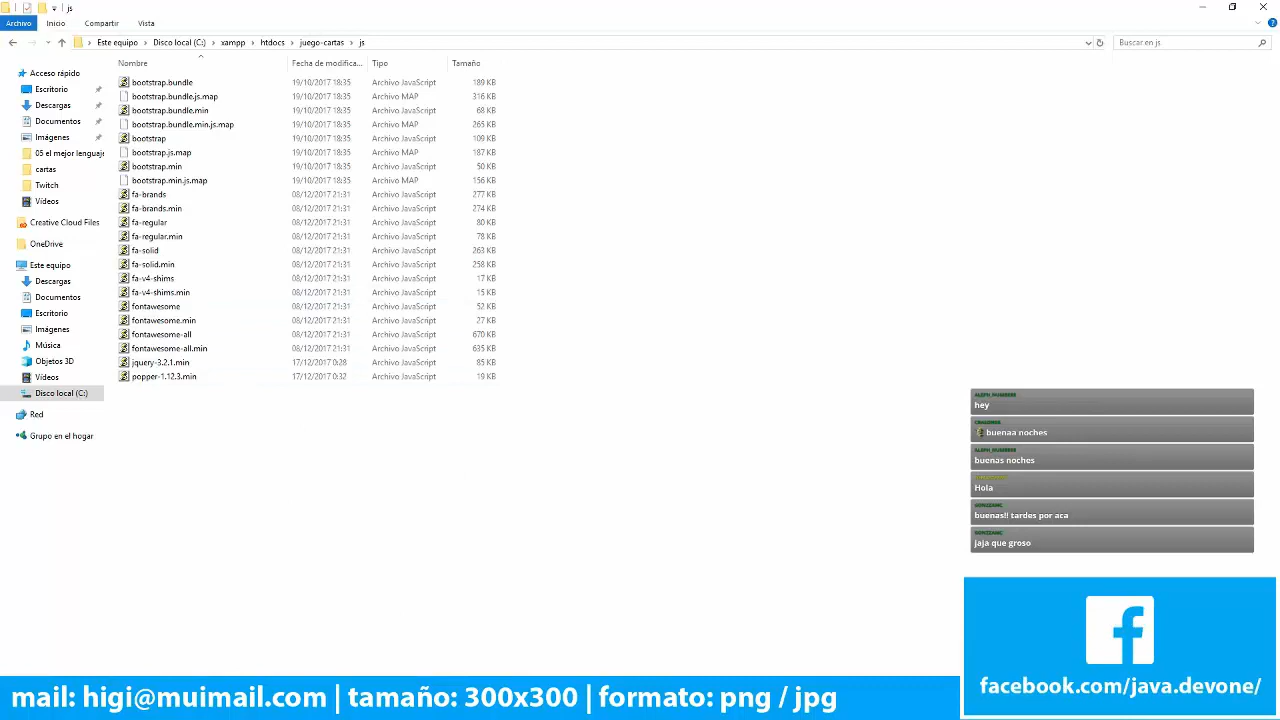 js
Archivo Inicio Compartir Vista
Este equipo Disco local (C:) xampp htdocs juego-cartas js
Buscar en js
Nombre Fecha de modifica... Tipo Tamaño
Acceso rápido
Escritorio
Descargas
Documentos
Imágenes
05 el mejor lenguaje
cartas
Twitch
Vídeos
Creative Cloud Files
OneDrive
Este equipo
Descargas
Documentos
Escritorio
Imágenes
Música
Objetos 3D
Vídeos
Disco local (C:)
Red
Grupo en el hogar
bootstrap.bundle 19/10/2017 18:35 Archivo JavaScript 189 KB
bootstrap.bundle.js.map 19/10/2017 18:35 Archivo MAP 316 KB
bootstrap.bundle.min 19/10/2017 18:35 Archivo JavaScript 68 KB
bootstrap.bundle.min.js.map 19/10/2017 18:35 Archivo MAP 265 KB
bootstrap 19/10/2017 18:35 Archivo JavaScript 109 KB
bootstrap.js.map 19/10/2017 18:35 Archivo MAP 187 KB
bootstrap.min 19/10/2017 18:35 Archivo JavaScript 50 KB
bootstrap.min.js.map 19/10/2017 18:35 Archivo MAP 156 KB
fa-brands 08/12/2017 21:31 Archivo JavaScript 277 KB
fa-brands.min 08/12/2017 21:31 Archivo JavaScript 274 KB
fa-regular 08/12/2017 21:31 Archivo JavaScript 80 KB
fa-regular.min 08/12/2017 21:31 Archivo JavaScript 78 KB
fa-solid 08/12/2017 21:31 Archivo JavaScript 263 KB
fa-solid.min 08/12/2017 21:31 Archivo JavaScript 258 KB
fa-v4-shims 08/12/2017 21:31 Archivo JavaScript 17 KB
fa-v4-shims.min 08/12/2017 21:31 Archivo JavaScript 15 KB
fontawesome 08/12/2017 21:31 Archivo JavaScript 52 KB
fontawesome.min 08/12/2017 21:31 Archivo JavaScript 27 KB
fontawesome-all 08/12/2017 21:31 Archivo JavaScript 670 KB
fontawesome-all.min 08/12/2017 21:31 Archivo JavaScript 635 KB
jquery-3.2.1.min 17/12/2017 0:28 Archivo JavaScript 85 KB
popper-1.12.3.min 17/12/2017 0:32 Archivo JavaScript 19 KB
hey
buenaa noches
buenas noches
Hola
buenas!! tardes por aca
jaja que groso
facebook.com/java.devone/
mail: higi@muimail.com | tamaño: 300x300 | formato: png / jpg